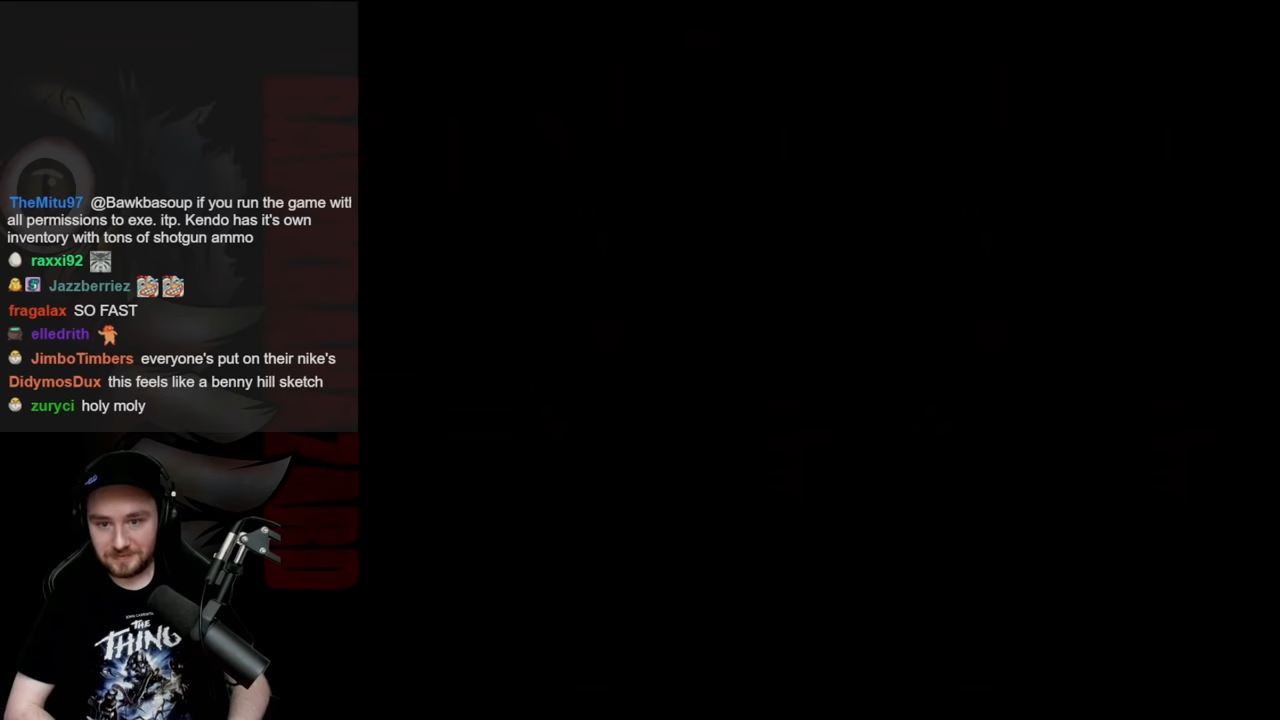 TheMitu97 @Bawkbasoup if you run the game with
all permissions to exe. itp. Kendo has it's own
inventory with tons of shotgun ammo
raxxi92
Jazzberriez
fragalax SO FAST
elledrith
JimboTimbers everyone's put on their nike's
DidymosDux this feels like a benny hill sketch
zuryci holy moly
THE
THING